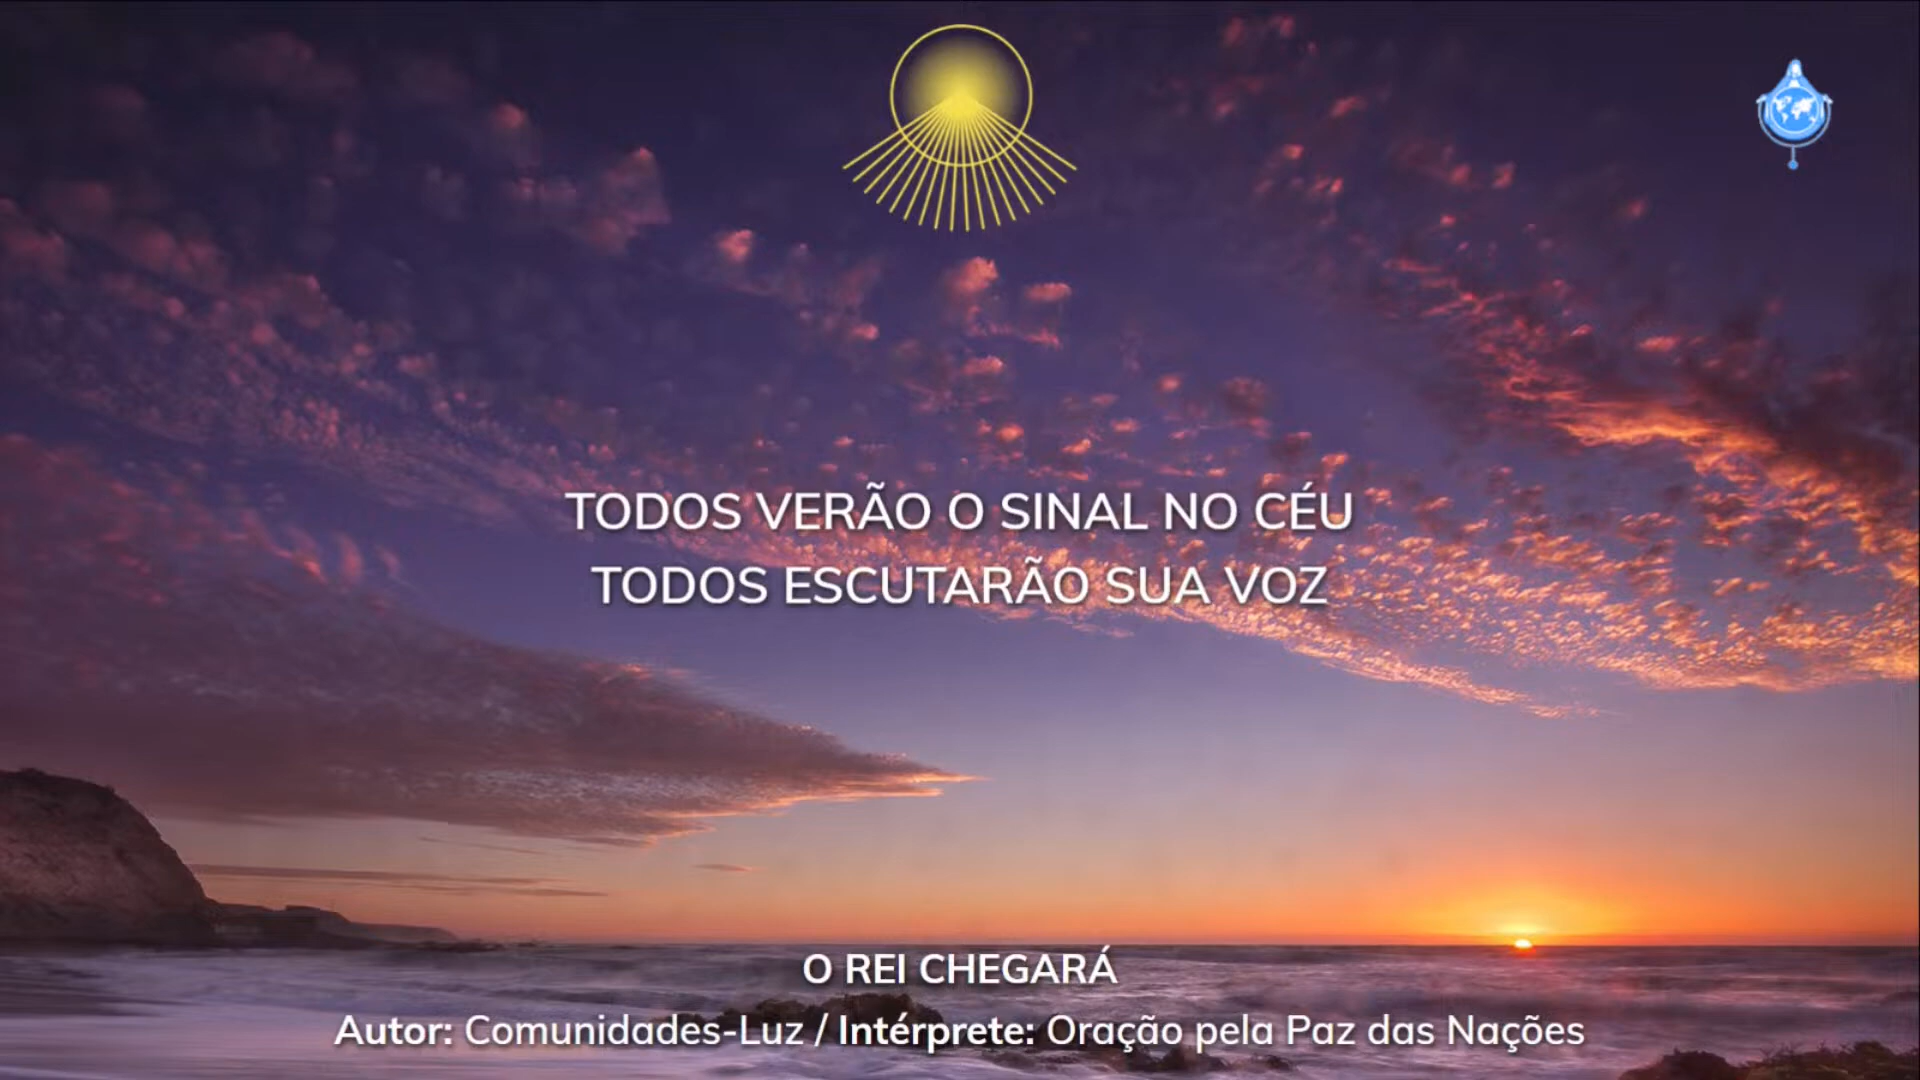 TODOS VERÃO O SINAL NO CÉU
TODOS ESCUTARÃO SUA VOZ
O REI CHEGARÁ
Autor: Comunidades-Luz / Intérprete: Oração pela Paz das Nações